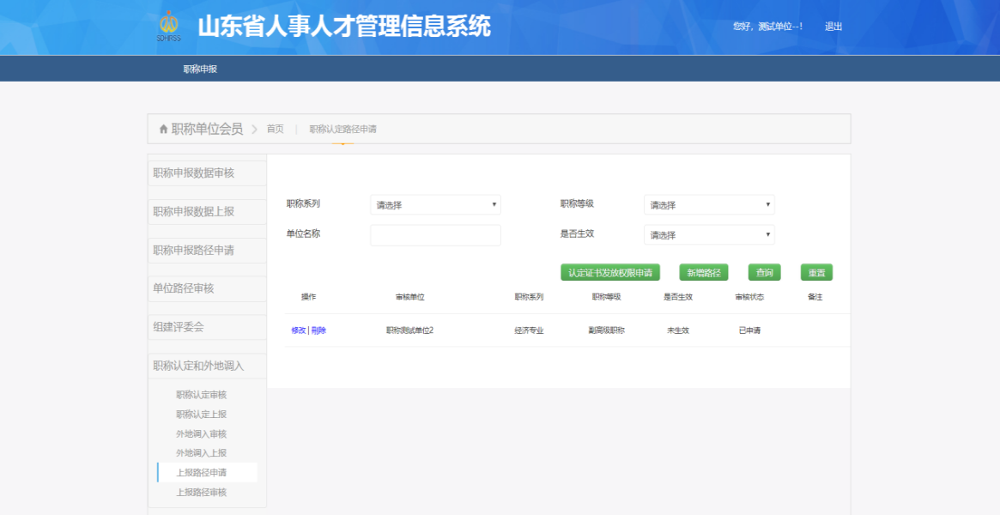 SDHRSS
山东省人事人才管理信息系统
您好，测试单位--！ 退出
职称申报
职称单位会员 首页 | 职称认定路径申请
职称申报数据审核
职称申报数据上报
职称申报路径申请
单位路径审核
组建评委会
职称认定和外地调入
职称认定审核
职称认定上报
外地调入审核
外地调入上报
上报路径申请
上报路径审核
职称系列 请选择 职称等级 请选择
单位名称 是否生效 请选择
认定证书发放权限申请 新增路径 查询 重置
操作 审核单位 职称系列 职称等级 是否生效 审核状态 备注
修改 | 删除 职称测试单位2 经济专业 副高级职称 未生效 已申请